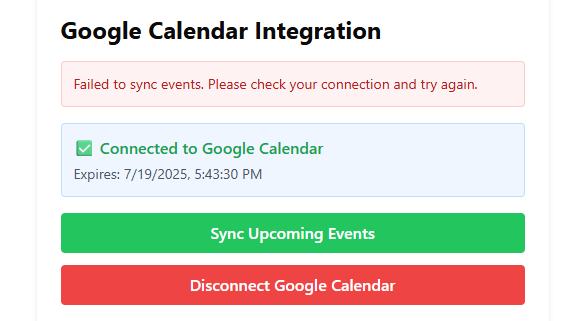 Google Calendar Integration
Failed to sync events. Please check your connection and try again.
✅ Connected to Google Calendar
Expires: 7/19/2025, 5:43:30 PM
Sync Upcoming Events
Disconnect Google Calendar